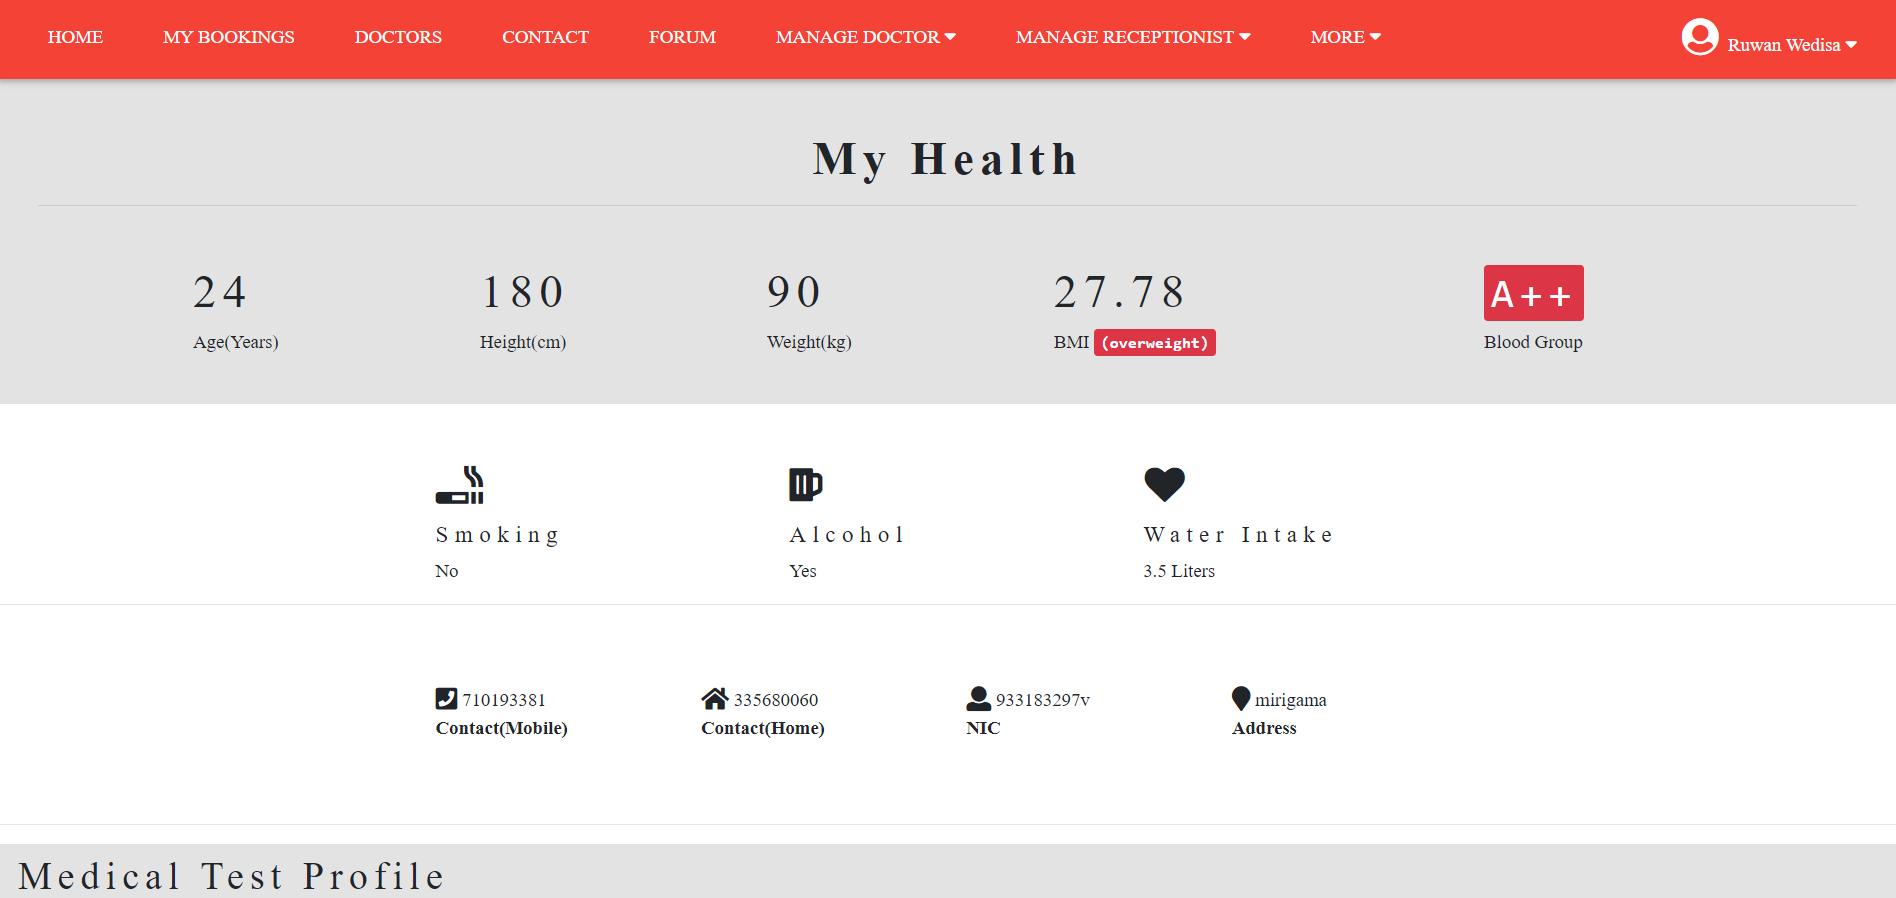 HOME MY BOOKINGS DOCTORS CONTACT FORUM MANAGE DOCTOR MANAGE RECEPTIONIST MORE Ruwan Wedisa
My Health
24 180 90 27.78 A++
Age(Years) Height(cm) Weight(kg) BMI (overweight) Blood Group
Smoking Alcohol Water Intake
No Yes 3.5 Liters
710193381 335680060 933183297v mirigama
Contact(Mobile) Contact(Home) NIC Address
Medical Test Profile